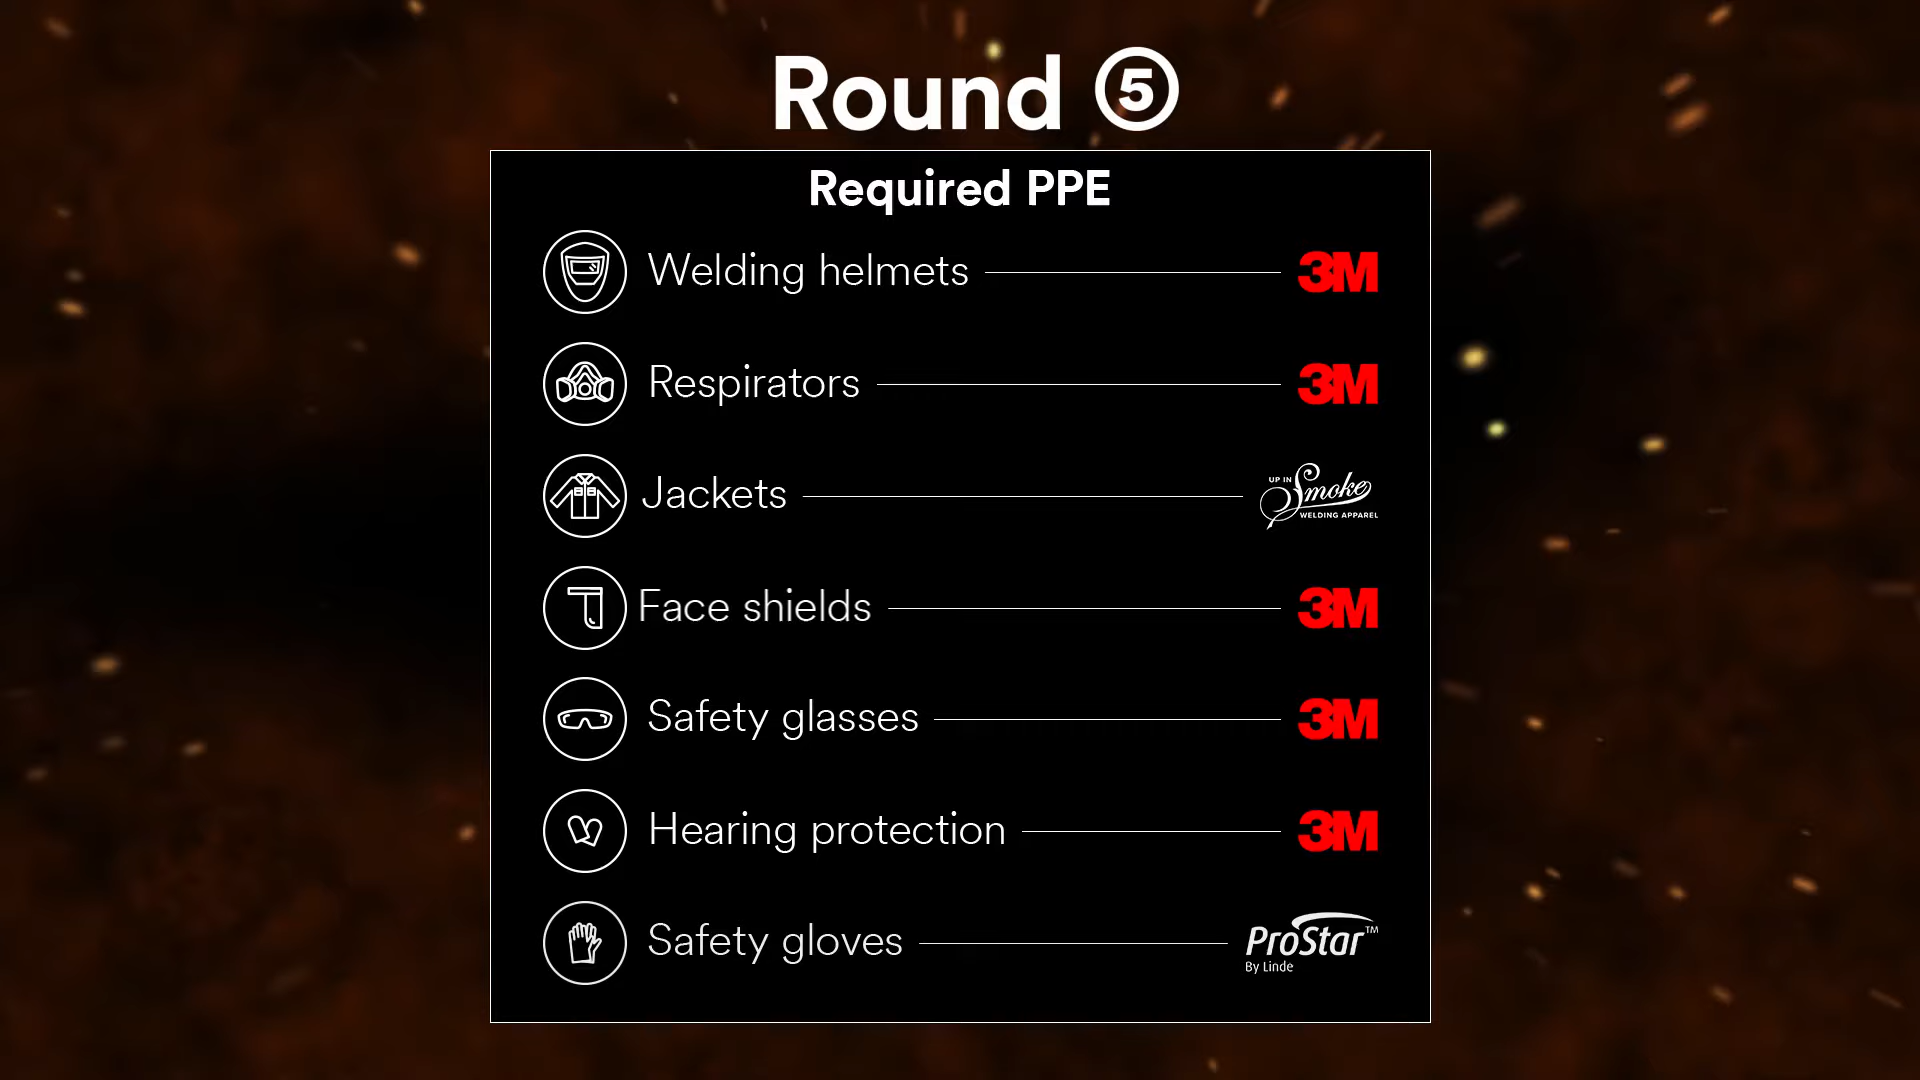 Round 5
Required PPE
Welding helmets 3M
Respirators 3M
Jackets UP IN Smoke WELDING APPAREL
Face shields 3M
Safety glasses 3M
Hearing protection 3M
Safety gloves ProStar™ By Linde